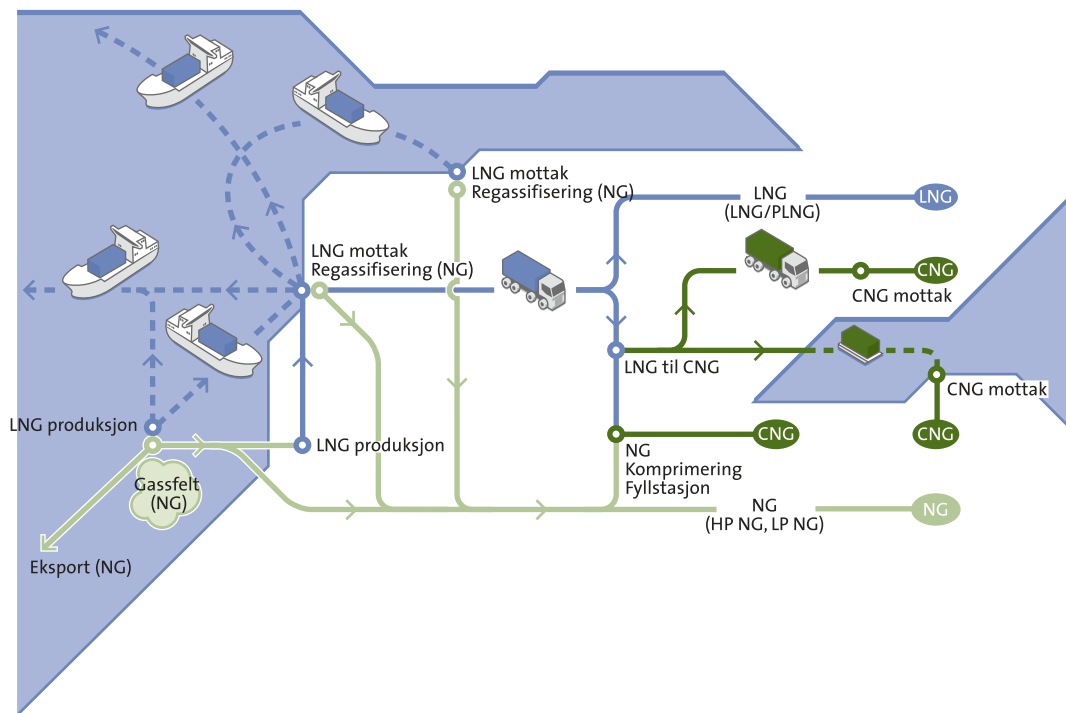 LNG mottak
Regassifisering (NG)
LNG
(LNG/PLNG)
LNG
LNG mottak
Regassifisering (NG)
CNG
CNG mottak
LNG til CNG
CNG mottak
LNG produksjon
LNG produksjon
CNG
CNG
NG
Komprimering
Fyllstasjon
Gassfelt
(NG)
NG
(HP NG, LP NG)
NG
Eksport (NG)